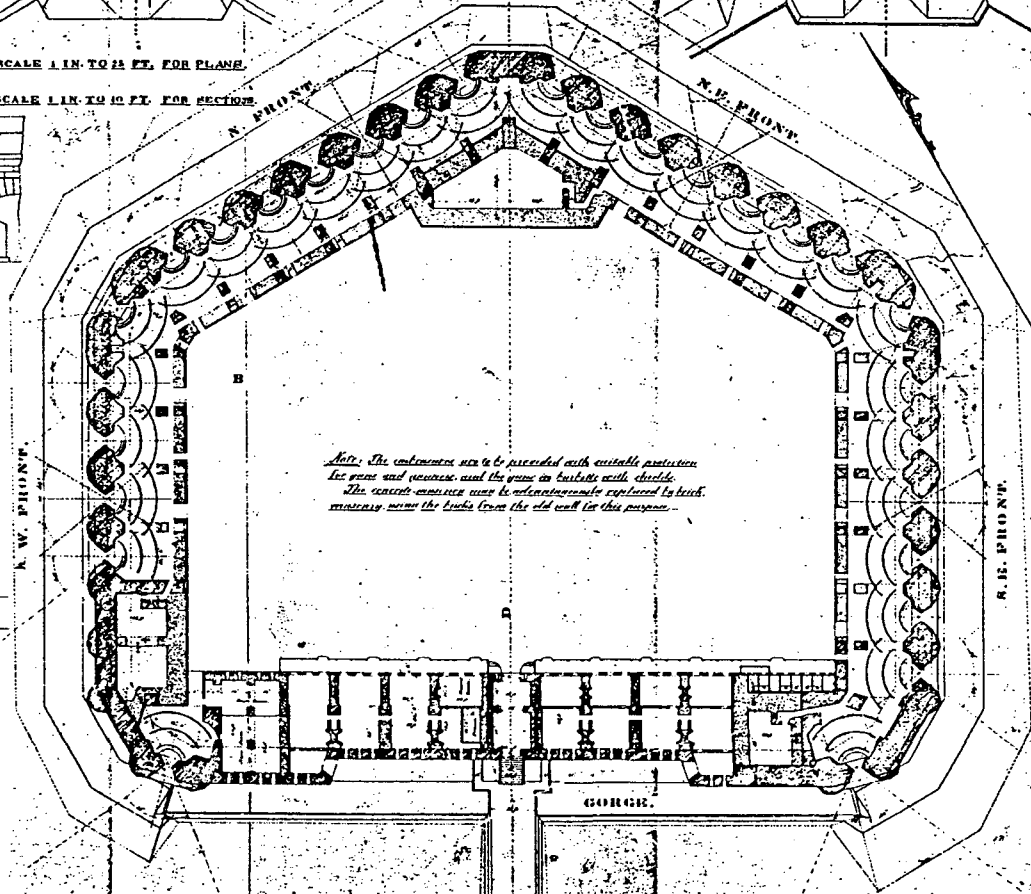 SCALE 1 IN. TO 25 FT. FOR PLANS.
SCALE 1 IN. TO 10 FT. FOR SECTIONS.
N FRONT.
N.E. FRONT.
B
N. W. FRONT.
S. E. FRONT.
Note: The embrasures are to be provided with suitable protection
for guns and gunners, and the guns in barbette with shields.
The concrete masonry may be advantageously replaced by brick
masonry, using the bricks from the old wall for this purpose.
D
GORGE.